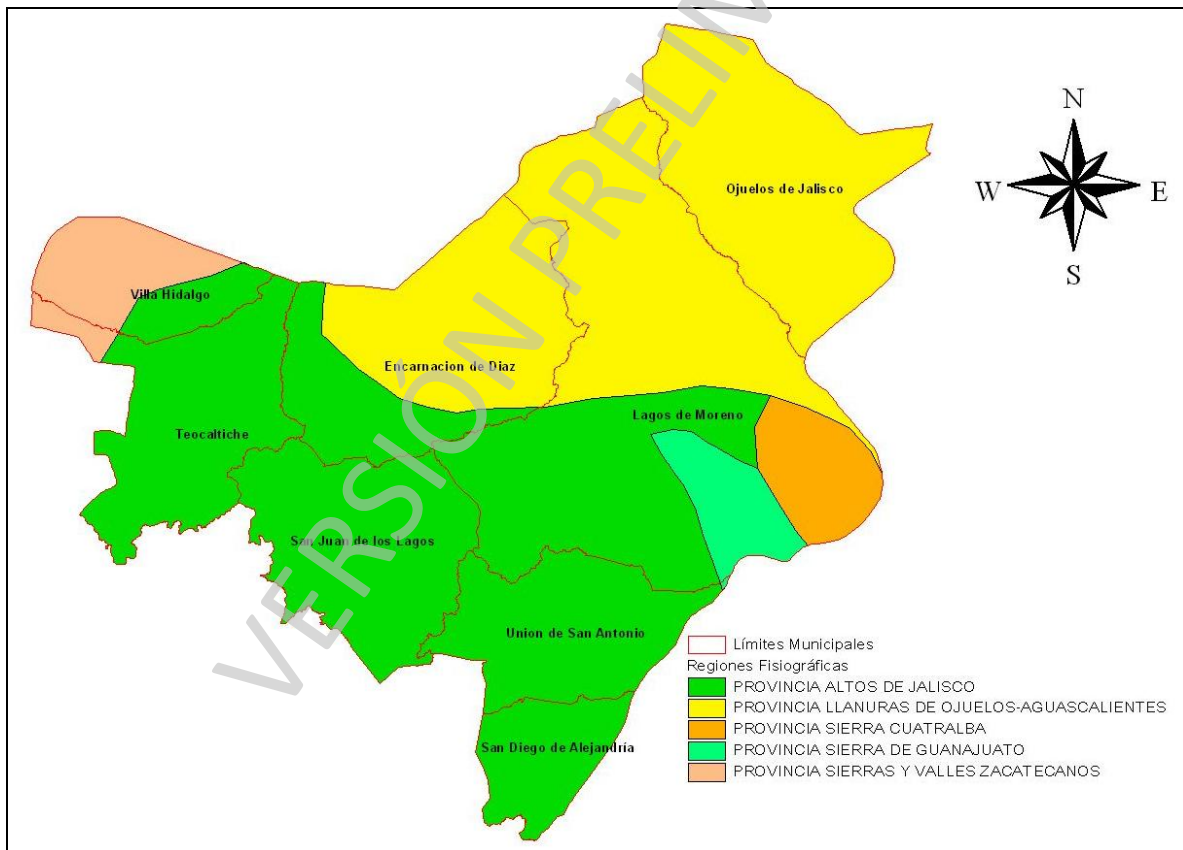 N
W
E
S
Ojuelos de Jalisco
Villa Hidalgo
Encarnacion de Diaz
Lagos de Moreno
Teocaltiche
San Juan de los Lagos
Union de San Antonio
San Diego de Alejandría
Límites Municipales
Regiones Fisiográficas
PROVINCIA ALTOS DE JALISCO
PROVINCIA LLANURAS DE OJUELOS-AGUASCALIENTES
PROVINCIA SIERRA CUATRALBA
PROVINCIA SIERRA DE GUANAJUATO
PROVINCIA SIERRAS Y VALLES ZACATECANOS
VERSIÓN PRELIM